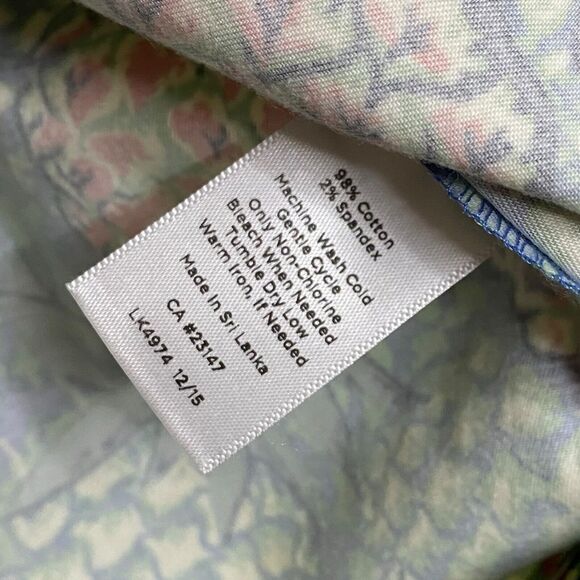 98% Cotton
2% Spandex
Machine Wash Cold
Gentle Cycle
Only Non-Chlorine
Bleach When Needed
Tumble Dry Low
Warm Iron, If Needed
Made In Sri Lanka
CA #23147
LK4974 12/15